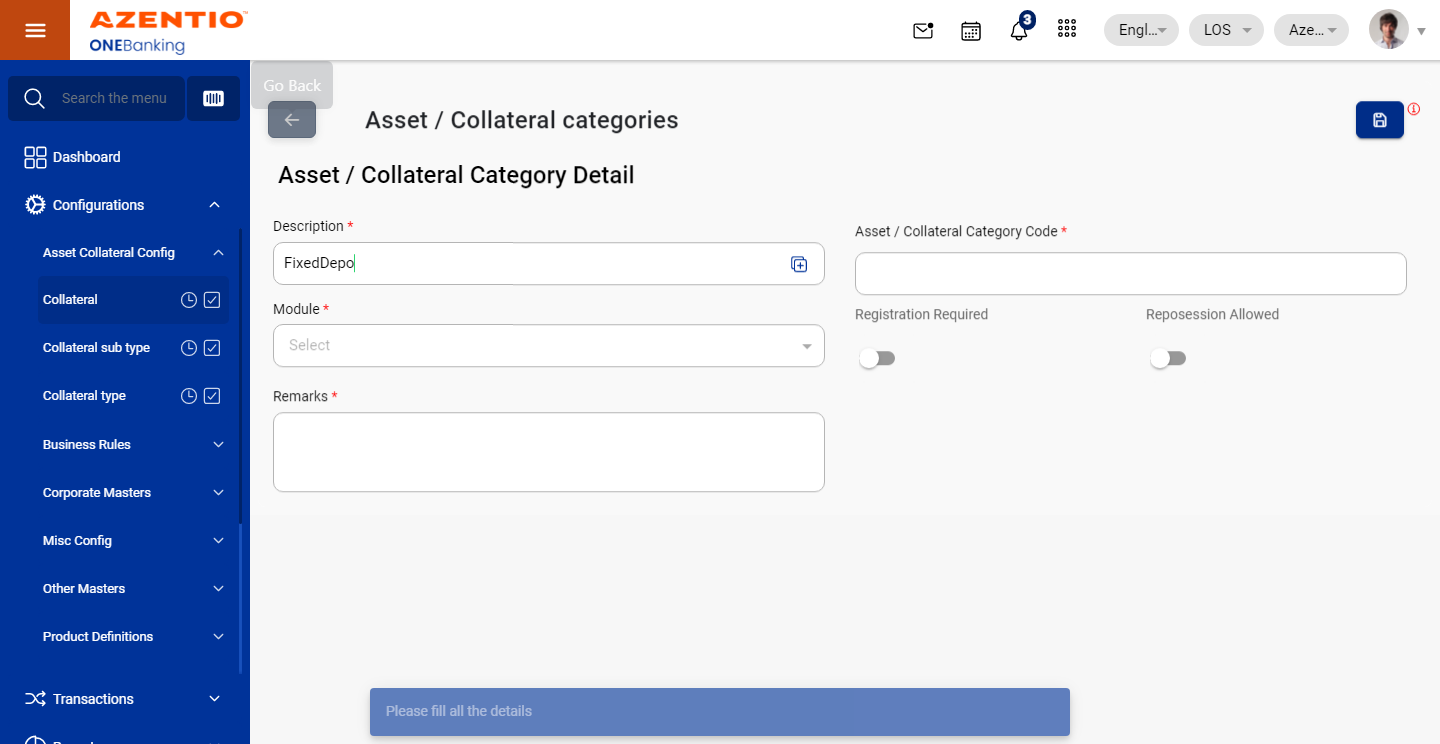 AZENTIO™
ONEBanking
3
Engl...
LOS
Aze...
Search the menu
Go Back
Asset / Collateral categories
Dashboard
Asset / Collateral Category Detail
Configurations
Description *
Asset / Collateral Category Code *
Asset Collateral Config
FixedDepo
Collateral
Module *
Registration Required
Reposession Allowed
Collateral sub type
Select
Collateral type
Remarks *
Business Rules
Corporate Masters
Misc Config
Other Masters
Product Definitions
Transactions
Please fill all the details